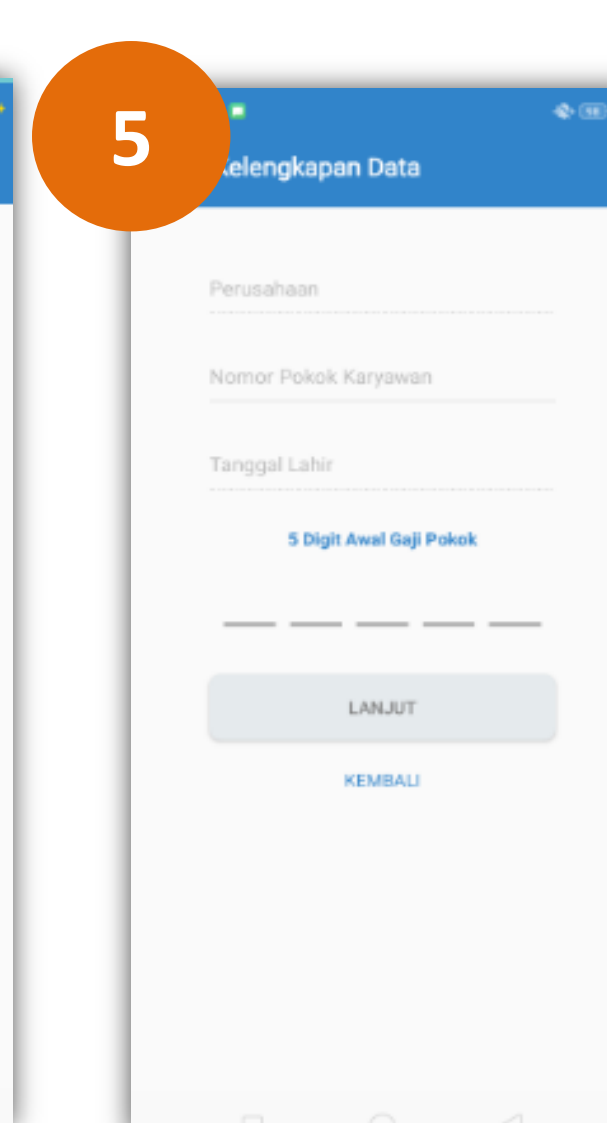 5
Kelengkapan Data
Perusahaan
Nomor Pokok Karyawan
Tanggal Lahir
5 Digit Awal Gaji Pokok
LANJUT
KEMBALI